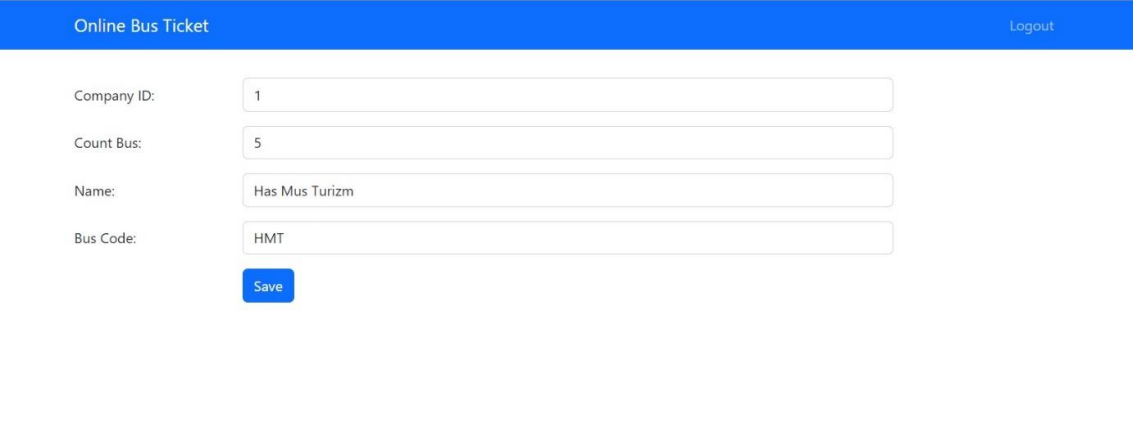 Online Bus Ticket Logout
Company ID: 1
Count Bus: 5
Name: Has Mus Turizm
Bus Code: HMT
Save